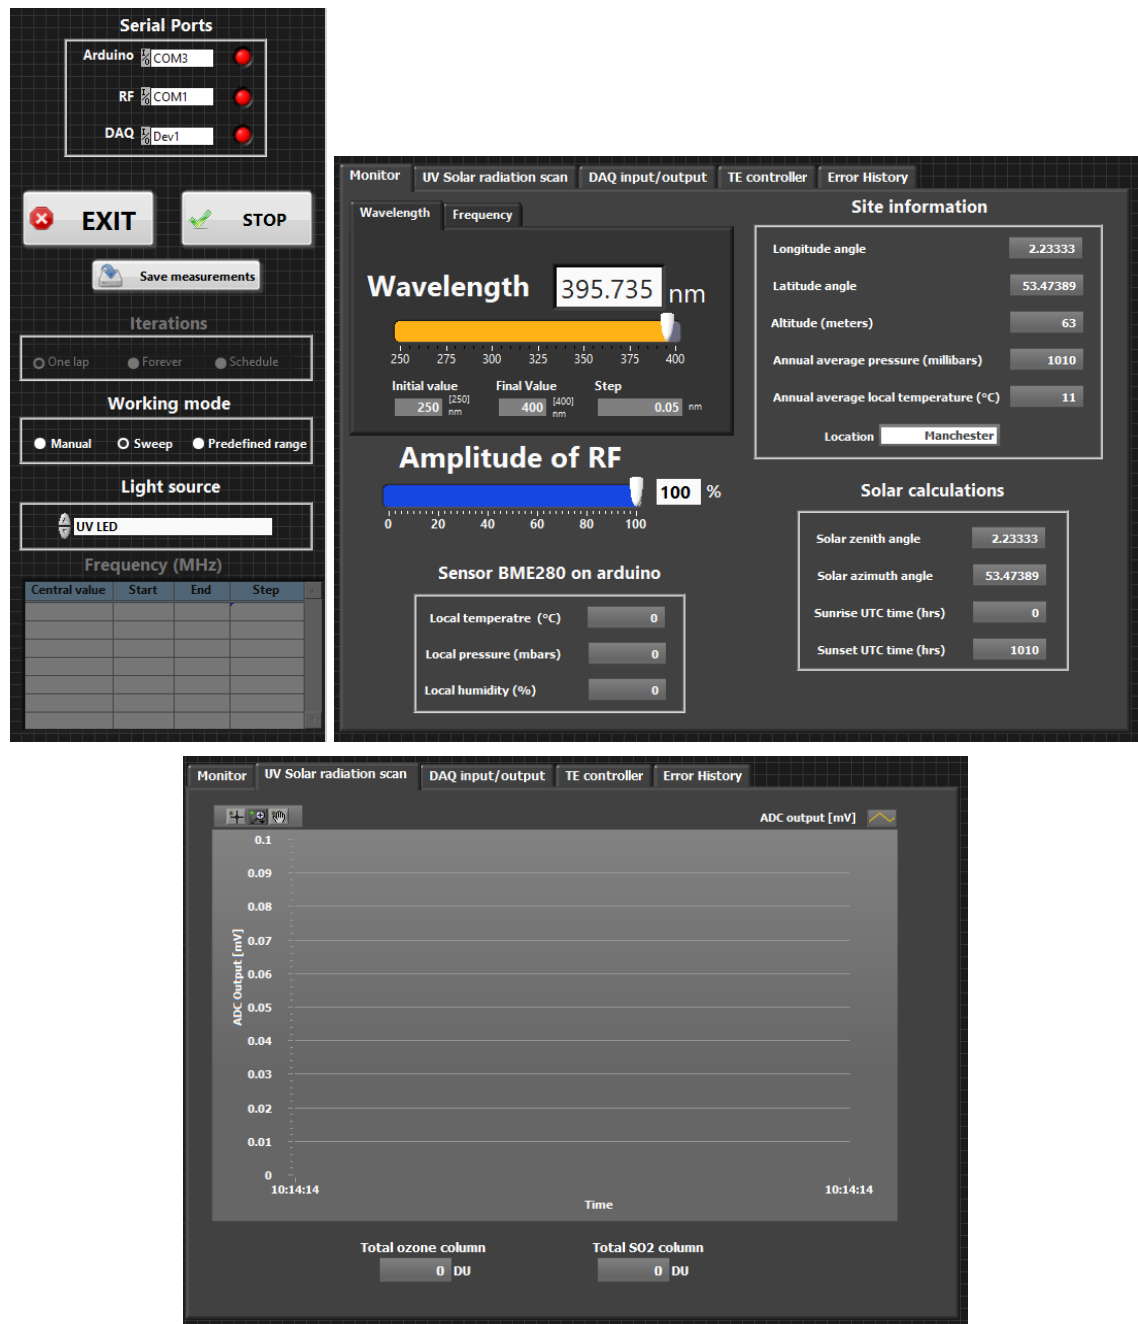 Serial Ports
Arduino COM3
RF COM1
DAQ Dev1
EXIT STOP
Save measurements
Iterations
One lap Forever Schedule
Working mode
Manual Sweep Predefined range
Light source
UV LED
Frequency (MHz)
Central value Start End Step
Monitor UV Solar radiation scan DAQ input/output TE controller Error History
Wavelength Frequency
Wavelength 395.735 nm
250 275 300 325 350 375 400
Initial value Final Value Step
250 [250] nm 400 [400] nm 0.05 nm
Amplitude of RF
100 %
0 20 40 60 80 100
Sensor BME280 on arduino
Local temperatre (°C) 0
Local pressure (mbars) 0
Local humidity (%) 0
Site information
Longitude angle 2.23333
Latitude angle 53.47389
Altitude (meters) 63
Annual average pressure (millibars) 1010
Annual average local temperature (°C) 11
Location Manchester
Solar calculations
Solar zenith angle 2.23333
Solar azimuth angle 53.47389
Sunrise UTC time (hrs) 0
Sunset UTC time (hrs) 1010
Monitor UV Solar radiation scan DAQ input/output TE controller Error History
ADC output [mV]
ADC Output [mV]
0.1
0.09
0.08
0.07
0.06
0.05
0.04
0.03
0.02
0.01
0
10:14:14 10:14:14
Time
Total ozone column Total SO2 column
0 DU 0 DU